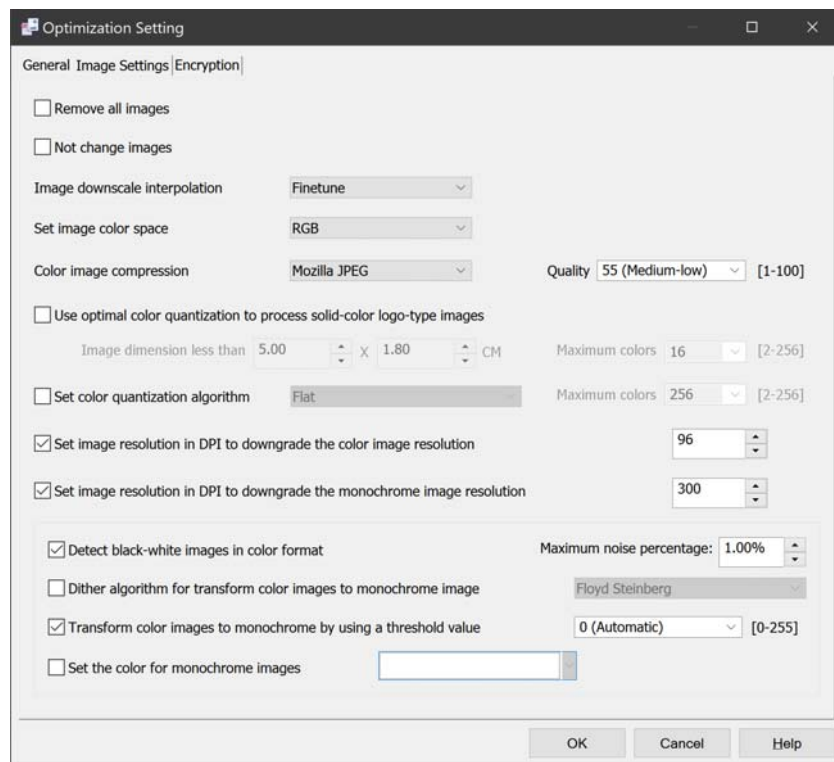 Optimization Setting
General Image Settings Encryption
Remove all images
Not change images
Image downscale interpolation Finetune
Set image color space RGB
Color image compression Mozilla JPEG Quality 55 (Medium-low) [1-100]
Use optimal color quantization to process solid-color logo-type images
Image dimension less than 5.00 X 1.80 CM Maximum colors 16 [2-256]
Set color quantization algorithm Flat Maximum colors 256 [2-256]
Set image resolution in DPI to downgrade the color image resolution 96
Set image resolution in DPI to downgrade the monochrome image resolution 300
Detect black-white images in color format Maximum noise percentage: 1.00%
Dither algorithm for transform color images to monochrome image Floyd Steinberg
Transform color images to monochrome by using a threshold value 0 (Automatic) [0-255]
Set the color for monochrome images
OK Cancel Help